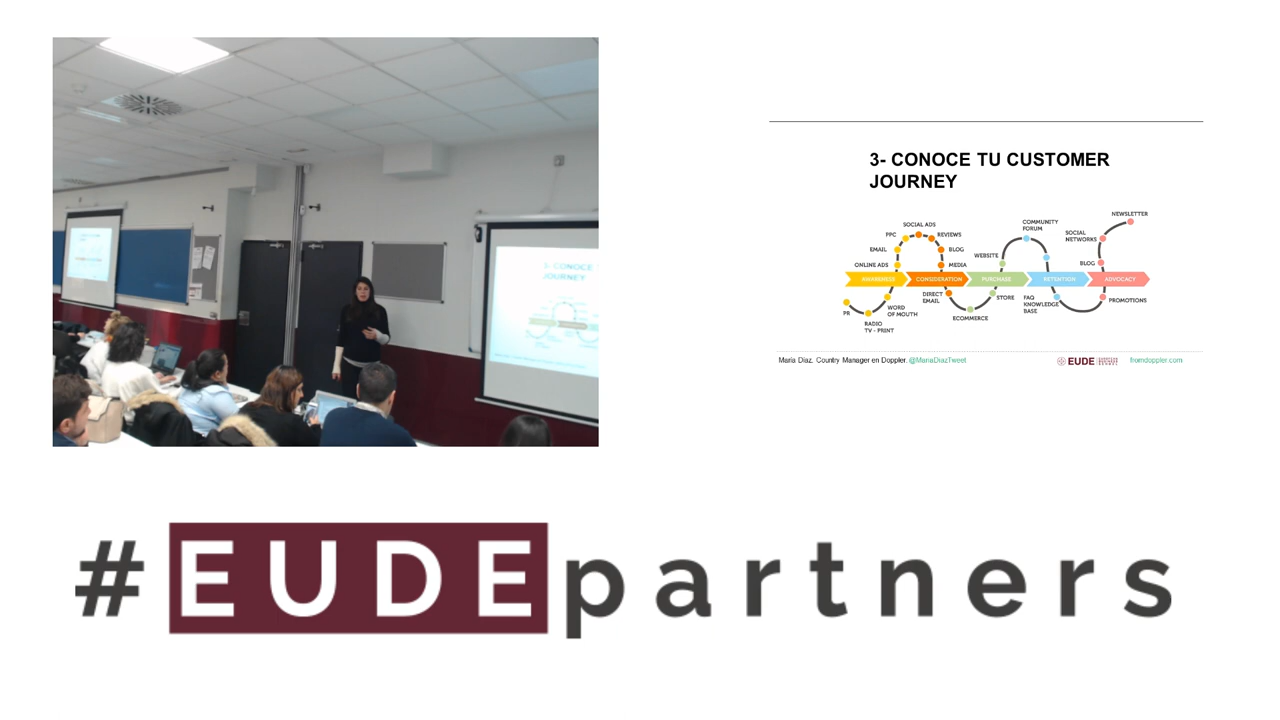 3- CONOCE TU CUSTOMER
JOURNEY
NEWSLETTER
COMMUNITY
FORUM
SOCIAL ADS
SOCIAL
NETWORKS
PPC
REVIEWS
EMAIL
BLOG
WEBSITE
ONLINE ADS
MEDIA
BLOG
AWARENESS
CONSIDERATION
PURCHASE
RETENTION
ADVOCACY
DIRECT
EMAIL
STORE
FAQ
KNOWLEDGE
BASE
PROMOTIONS
PR
WORD
OF MOUTH
ECOMMERCE
RADIO
TV - PRINT
María Díaz. Country Manager en Doppler. @MariaDiazTweet
EUDE
fromdoppler.com
3- CONOCE
JOURNEY
#EUDEpartners